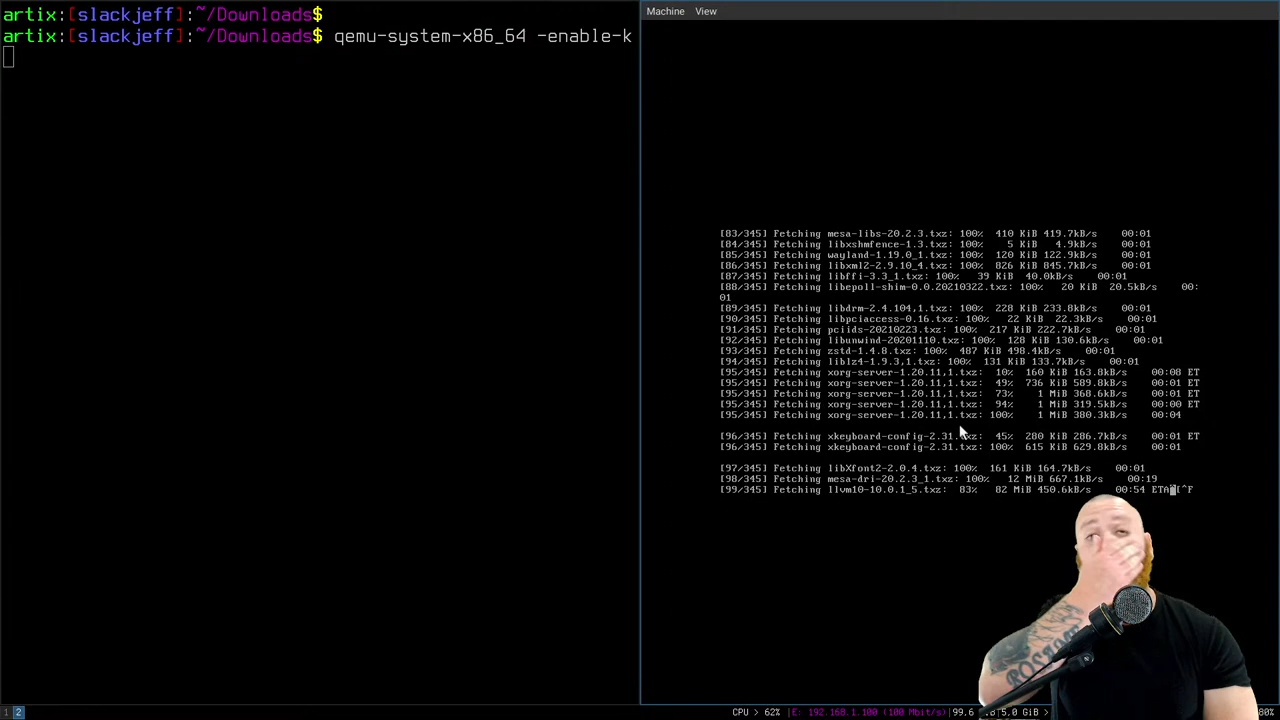 artix:[slackjeff]:~/Downloads$
artix:[slackjeff]:~/Downloads$ qemu-system-x86_64 -enable-k
Machine View
[83/345] Fetching mesa-libs-20.2.3.txz: 100% 410 KiB 419.7kB/s 00:01
[84/345] Fetching libxshmfence-1.3.txz: 100% 5 KiB 4.9kB/s 00:01
[85/345] Fetching wayland-1.19.0_1.txz: 100% 120 KiB 122.9kB/s 00:01
[86/345] Fetching libxml2-2.9.10_4.txz: 100% 826 KiB 845.7kB/s 00:01
[87/345] Fetching libffi-3.3_1.txz: 100% 39 KiB 40.0kB/s 00:01
[88/345] Fetching libepoll-shim-0.0.20210322.txz: 100% 20 KiB 20.5kB/s 00:
01
[89/345] Fetching libdrm-2.4.104,1.txz: 100% 228 KiB 233.8kB/s 00:01
[90/345] Fetching libpciaccess-0.16.txz: 100% 22 KiB 22.3kB/s 00:01
[91/345] Fetching pciids-20210223.txz: 100% 217 KiB 222.7kB/s 00:01
[92/345] Fetching libunwind-20201110.txz: 100% 128 KiB 130.6kB/s 00:01
[93/345] Fetching zstd-1.4.8.txz: 100% 487 KiB 498.4kB/s 00:01
[94/345] Fetching liblz4-1.9.3,1.txz: 100% 131 KiB 133.7kB/s 00:01
[95/345] Fetching xorg-server-1.20.11,1.txz: 10% 160 KiB 163.8kB/s 00:08 ET
[95/345] Fetching xorg-server-1.20.11,1.txz: 49% 736 KiB 589.8kB/s 00:01 ET
[95/345] Fetching xorg-server-1.20.11,1.txz: 73% 1 MiB 368.6kB/s 00:01 ET
[95/345] Fetching xorg-server-1.20.11,1.txz: 94% 1 MiB 319.5kB/s 00:00 ET
[95/345] Fetching xorg-server-1.20.11,1.txz: 100% 1 MiB 380.3kB/s 00:04
[96/345] Fetching xkeyboard-config-2.31.txz: 45% 280 KiB 286.7kB/s 00:01 ET
[96/345] Fetching xkeyboard-config-2.31.txz: 100% 615 KiB 629.8kB/s 00:01
[97/345] Fetching libXfont2-2.0.4.txz: 100% 161 KiB 164.7kB/s 00:01
[98/345] Fetching mesa-dri-20.2.3_1.txz: 100% 12 MiB 667.1kB/s 00:19
[99/345] Fetching llvm10-10.0.1_5.txz: 83% 82 MiB 450.6kB/s 00:54 ETA^[^F
1 2
CPU > 62% |E: 192.168.1.100 (100 Mbit/s)|99,6 5,0 GiB > 80%